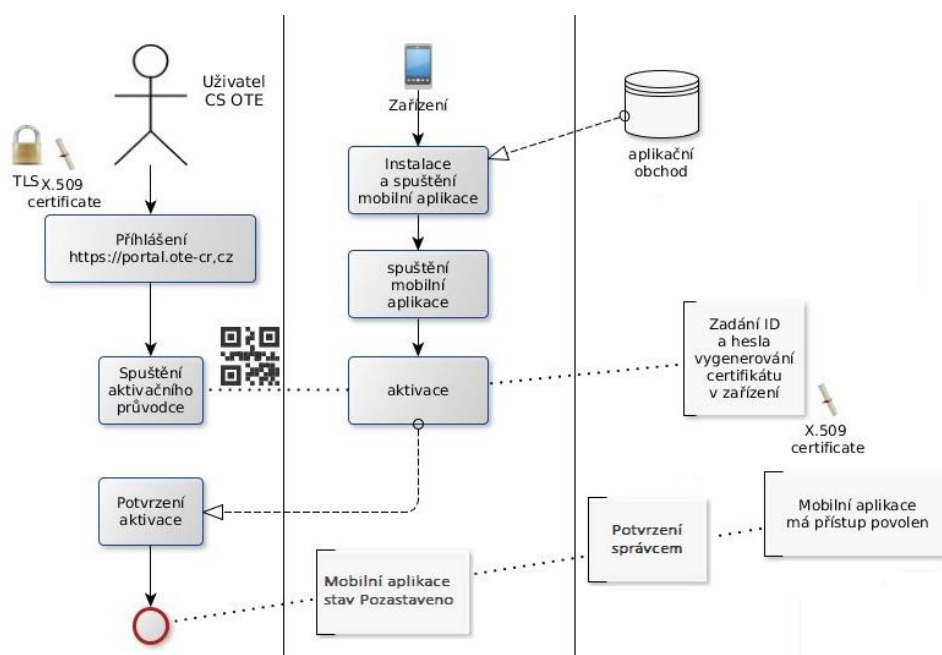 Uživatel
CS OTE
TLS
X.509
certificate
Příhlášení
https://portal.ote-cr,cz
Spuštění
aktivačního
průvodce
Potvrzení
aktivace
Zařízení
Instalace
a spuštění
mobilní aplikace
spuštění
mobilní
aplikace
aktivace
Mobilní aplikace
stav Pozastaveno
aplikační
obchod
Zadání ID
a hesla
vygenerování
certifikátu
v zařízení
X.509
certificate
Potvrzení
správcem
Mobilní aplikace
má přístup povolen